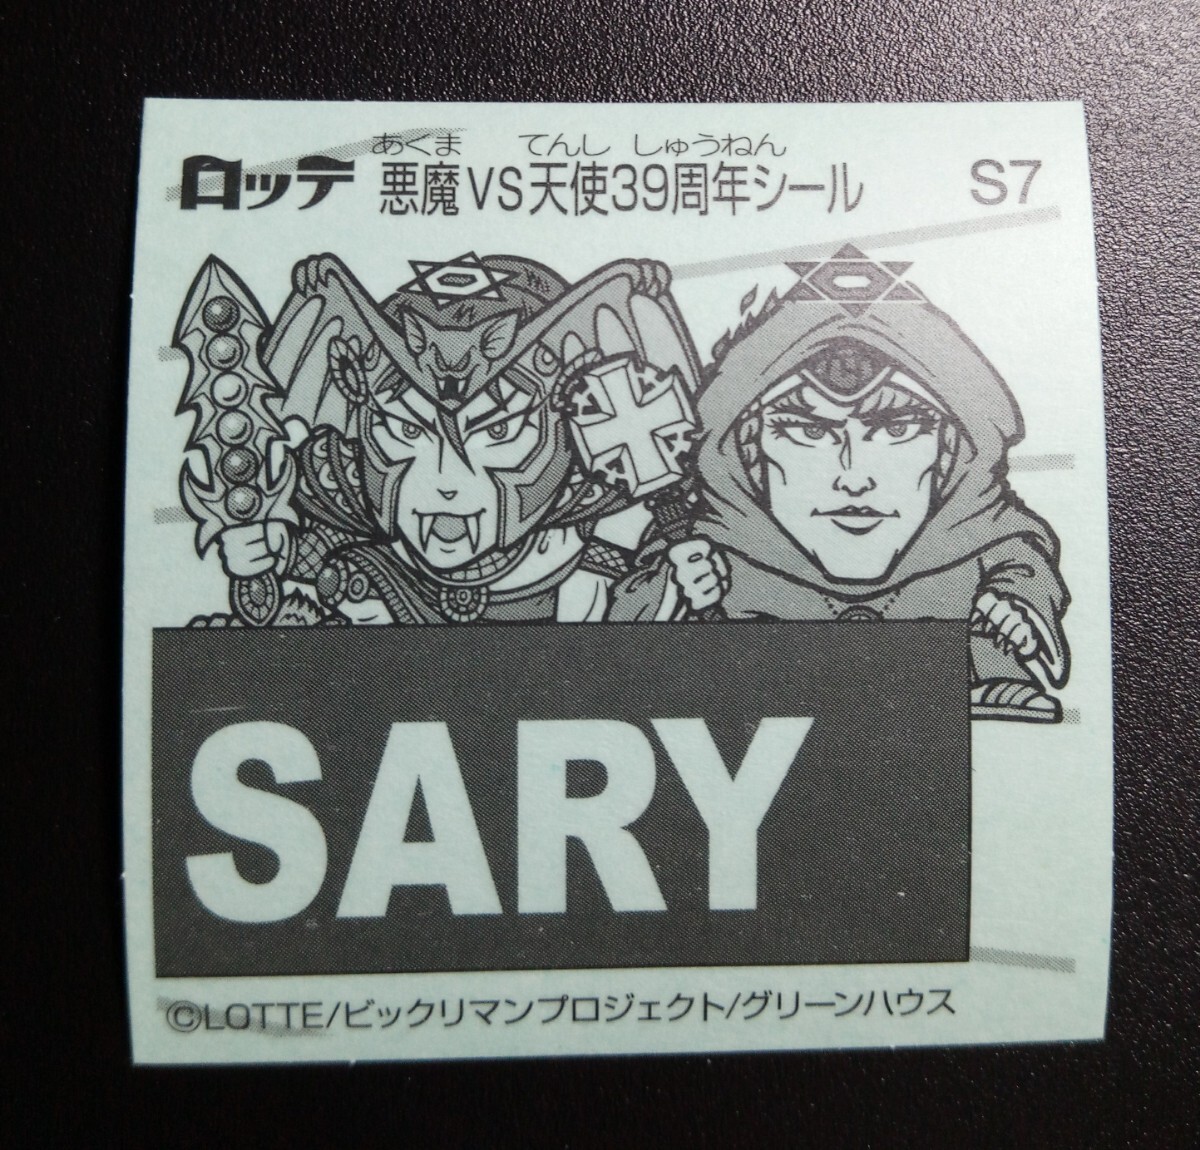 あくま てんし しゅうねん
ロッテ 悪魔VS天使39周年シール S7
SARY
©LOTTE/ビックリマンプロジェクト/グリーンハウス